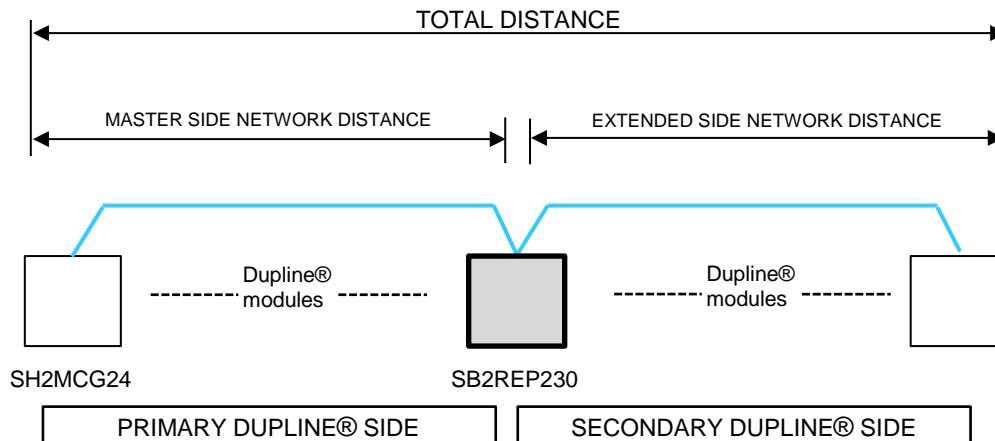 TOTAL DISTANCE
MASTER SIDE NETWORK DISTANCE
EXTENDED SIDE NETWORK DISTANCE
Dupline®
modules
Dupline®
modules
SH2MCG24
SB2REP230
PRIMARY DUPLINE® SIDE
SECONDARY DUPLINE® SIDE